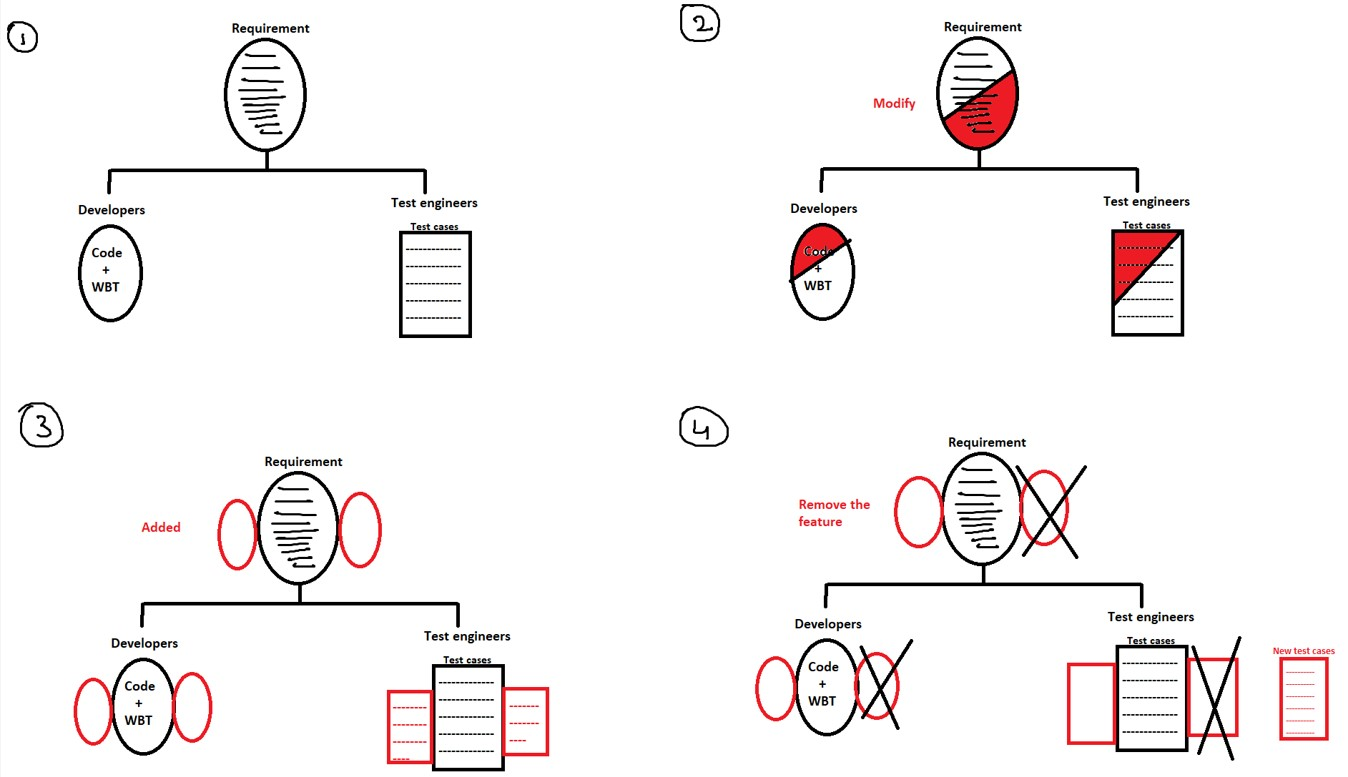 1
Requirement
Developers
Code
+
WBT
Test engineers
Test cases
2
Requirement
Modify
Developers
Code
+
WBT
Test engineers
Test cases
3
Requirement
Added
Developers
Code
+
WBT
Test engineers
Test cases
4
Requirement
Remove the
feature
Developers
Code
+
WBT
Test engineers
Test cases
New test cases